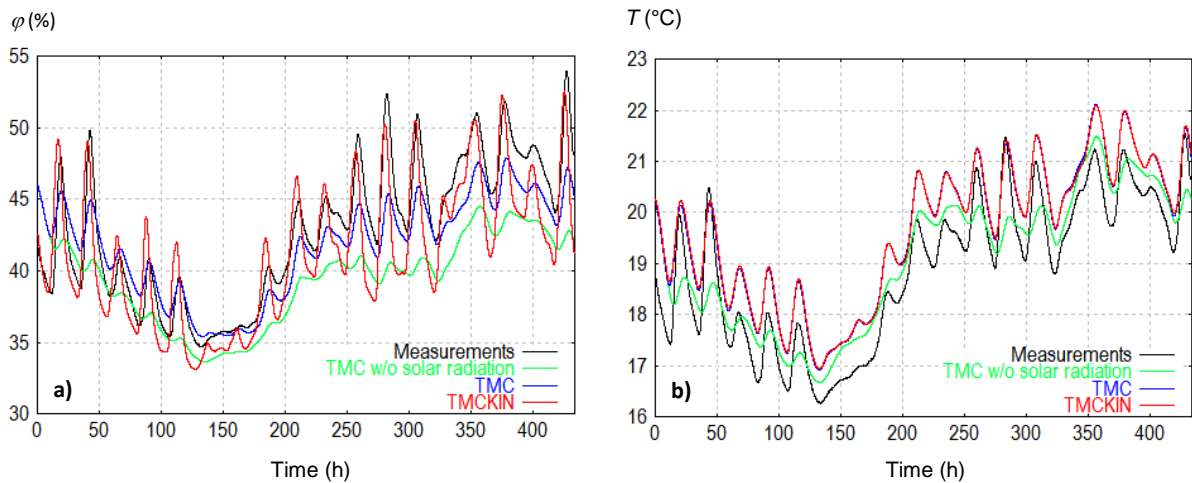 φ (%)
55
50
45
40
35
30
0 50 100 150 200 250 300 350 400
a)
Measurements
TMC w/o solar radiation
TMC
TMCKIN
Time (h)
T (°C)
23
22
21
20
19
18
17
16
0 50 100 150 200 250 300 350 400
b)
Measurements
TMC w/o solar radiation
TMC
TMCKIN
Time (h)